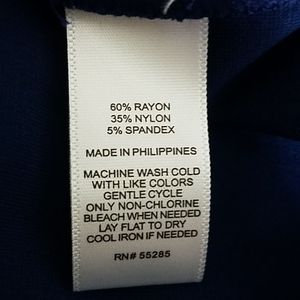 60% RAYON
35% NYLON
5% SPANDEX
MADE IN PHILIPPINES
MACHINE WASH COLD
WITH LIKE COLORS
GENTLE CYCLE
ONLY NON-CHLORINE
BLEACH WHEN NEEDED
LAY FLAT TO DRY
COOL IRON IF NEEDED
RN# 55285